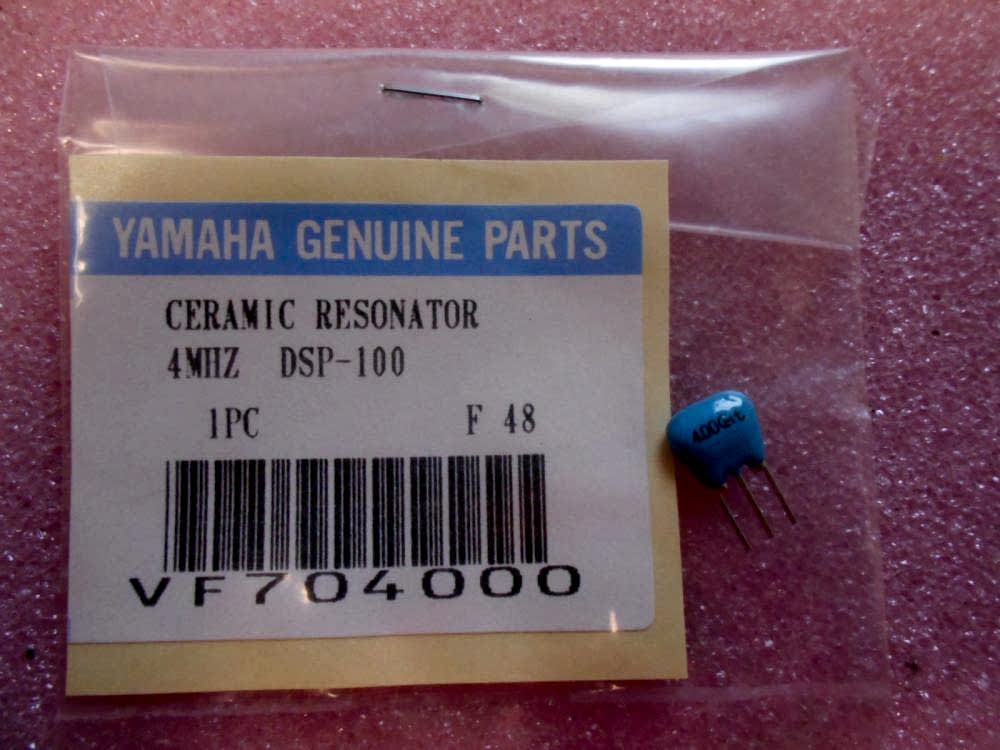 YAMAHA GENUINE PARTS
CERAMIC RESONATOR
4MHZ DSP-100
1PC F 48
VF704000